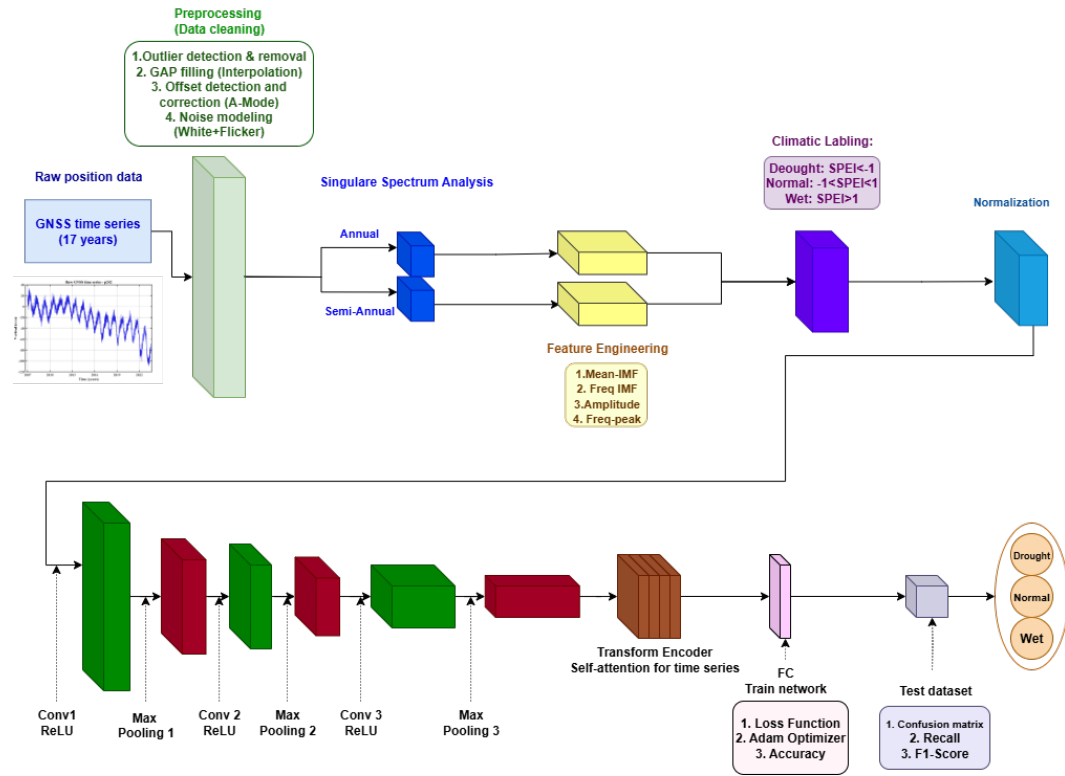 Preprocessing
(Data cleaning)
1.Outlier detection & removal
2. GAP filling (Interpolation)
3. Offset detection and
correction (A-Mode)
4. Noise modeling
(White+Flicker)
Raw position data
GNSS time series
(17 years)
Singulare Spectrum Analysis
Annual
Semi-Annual
Feature Engineering
1.Mean-IMF
2. Freq IMF
3.Amplitude
4. Freq-peak
Climatic Labling:
Deought: SPEI<-1
Normal: -1<SPEI<1
Wet: SPEI>1
Normalization
Conv1
ReLU
Max
Pooling 1
Conv 2
ReLU
Max
Pooling 2
Conv 3
ReLU
Max
Pooling 3
Transform Encoder
Self-attention for time series
FC
Train network
1. Loss Function
2. Adam Optimizer
3. Accuracy
Test dataset
1. Confusion matrix
2. Recall
3. F1-Score
Drought
Normal
Wet